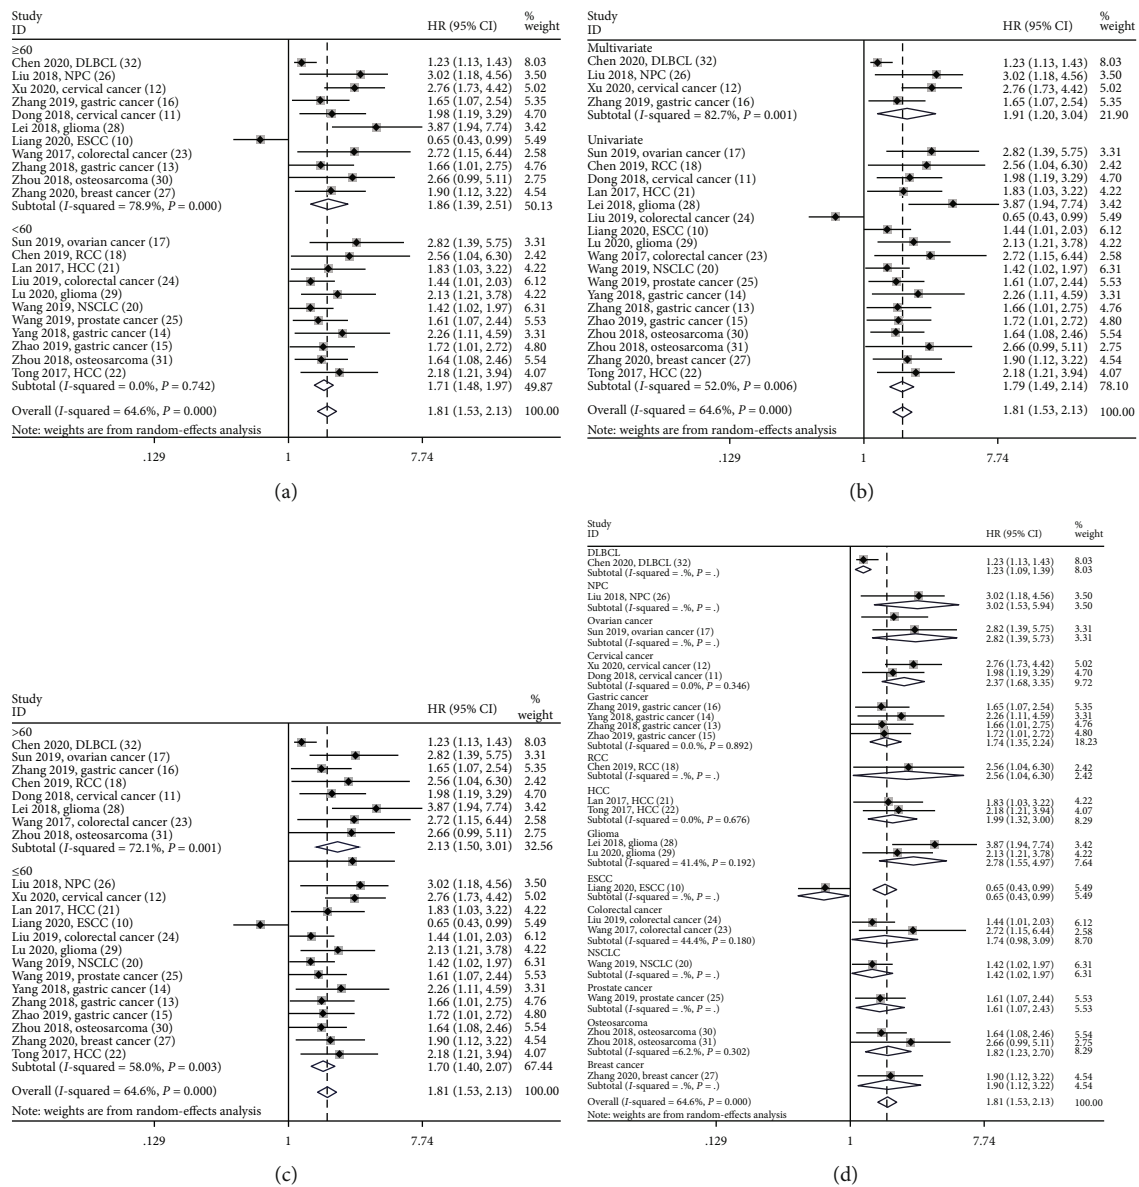 Study
ID
HR (95% CI)
%
weight
≥60
Chen 2020, DLBCL (32) 1.23 (1.13, 1.43) 8.03
Liu 2018, NPC (26) 3.02 (1.18, 4.56) 3.50
Xu 2020, cervical cancer (12) 2.76 (1.73, 4.42) 5.02
Zhang 2019, gastric cancer (16) 1.65 (1.07, 2.54) 5.35
Dong 2018, cervical cancer (11) 1.98 (1.19, 3.29) 4.70
Lei 2018, glioma (28) 3.87 (1.94, 7.74) 3.42
Liang 2020, ESCC (10) 0.65 (0.43, 0.99) 5.49
Wang 2017, colorectal cancer (23) 2.72 (1.15, 6.44) 2.58
Zhang 2018, gastric cancer (13) 1.66 (1.01, 2.75) 4.76
Zhou 2018, osteosarcoma (30) 2.66 (0.99, 5.11) 2.75
Zhang 2020, breast cancer (27) 1.90 (1.12, 3.22) 4.54
Subtotal (I-squared = 78.9%, P = 0.000) 1.86 (1.39, 2.51) 50.13
<60
Sun 2019, ovarian cancer (17) 2.82 (1.39, 5.75) 3.31
Chen 2019, RCC (18) 2.56 (1.04, 6.30) 2.42
Lan 2017, HCC (21) 1.83 (1.03, 3.22) 4.22
Liu 2019, colorectal cancer (24) 1.44 (1.01, 2.03) 6.12
Lu 2020, glioma (29) 2.13 (1.21, 3.78) 4.22
Wang 2019, NSCLC (20) 1.42 (1.02, 1.97) 6.31
Wang 2019, prostate cancer (25) 1.61 (1.07, 2.44) 5.53
Yang 2018, gastric cancer (14) 2.26 (1.11, 4.59) 3.31
Zhao 2019, gastric cancer (15) 1.72 (1.01, 2.72) 4.80
Zhou 2018, osteosarcoma (31) 1.64 (1.08, 2.46) 5.54
Tong 2017, HCC (22) 2.18 (1.21, 3.94) 4.07
Subtotal (I-squared = 0.0%, P = 0.742) 1.71 (1.48, 1.97) 49.87
Overall (I-squared = 64.6%, P = 0.000) 1.81 (1.53, 2.13) 100.00
Note: weights are from random-effects analysis
.129 1 7.74
(a)
Study
ID
HR (95% CI)
%
weight
Multivariate
Chen 2020, DLBCL (32) 1.23 (1.13, 1.43) 8.03
Liu 2018, NPC (26) 3.02 (1.18, 4.56) 3.50
Xu 2020, cervical cancer (12) 2.76 (1.73, 4.42) 5.02
Zhang 2019, gastric cancer (16) 1.65 (1.07, 2.54) 5.35
Subtotal (I-squared = 82.7%, P = 0.001) 1.91 (1.20, 3.04) 21.90
Univariate
Sun 2019, ovarian cancer (17) 2.82 (1.39, 5.75) 3.31
Chen 2019, RCC (18) 2.56 (1.04, 6.30) 2.42
Dong 2018, cervical cancer (11) 1.98 (1.19, 3.29) 4.70
Lan 2017, HCC (21) 1.83 (1.03, 3.22) 4.22
Lei 2018, glioma (28) 3.87 (1.94, 7.74) 3.42
Liu 2019, colorectal cancer (24) 0.65 (0.43, 0.99) 5.49
Liang 2020, ESCC (10) 1.44 (1.01, 2.03) 6.12
Lu 2020, glioma (29) 2.13 (1.21, 3.78) 4.22
Wang 2017, colorectal cancer (23) 2.72 (1.15, 6.44) 2.58
Wang 2019, NSCLC (20) 1.42 (1.02, 1.97) 6.31
Wang 2019, prostate cancer (25) 1.61 (1.07, 2.44) 5.53
Yang 2018, gastric cancer (14) 2.26 (1.11, 4.59) 3.31
Zhang 2018, gastric cancer (13) 1.66 (1.01, 2.75) 4.76
Zhao 2019, gastric cancer (15) 1.72 (1.01, 2.72) 4.80
Zhou 2018, osteosarcoma (30) 1.64 (1.08, 2.46) 5.54
Zhou 2018, osteosarcoma (31) 2.66 (0.99, 5.11) 2.75
Zhang 2020, breast cancer (27) 1.90 (1.12, 3.22) 4.54
Tong 2017, HCC (22) 2.18 (1.21, 3.94) 4.07
Subtotal (I-squared = 52.0%, P = 0.006) 1.79 (1.49, 2.14) 78.10
Overall (I-squared = 64.6%, P = 0.000) 1.81 (1.53, 2.13) 100.00
Note: weights are from random-effects analysis
.129 1 7.74
(b)
Study
ID
HR (95% CI)
%
weight
>60
Chen 2020, DLBCL (32) 1.23 (1.13, 1.43) 8.03
Sun 2019, ovarian cancer (17) 2.82 (1.39, 5.75) 3.31
Zhang 2019, gastric cancer (16) 1.65 (1.07, 2.54) 5.35
Chen 2019, RCC (18) 2.56 (1.04, 6.30) 2.42
Dong 2018, cervical cancer (11) 1.98 (1.19, 3.29) 4.70
Lei 2018, glioma (28) 3.87 (1.94, 7.74) 3.42
Wang 2017, colorectal cancer (23) 2.72 (1.15, 6.44) 2.58
Zhou 2018, osteosarcoma (31) 2.66 (0.99, 5.11) 2.75
Subtotal (I-squared = 72.1%, P = 0.001) 2.13 (1.50, 3.01) 32.56
≤60
Liu 2018, NPC (26) 3.02 (1.18, 4.56) 3.50
Xu 2020, cervical cancer (12) 2.76 (1.73, 4.42) 5.02
Lan 2017, HCC (21) 1.83 (1.03, 3.22) 4.22
Liang 2020, ESCC (10) 0.65 (0.43, 0.99) 5.49
Liu 2019, colorectal cancer (24) 1.44 (1.01, 2.03) 6.12
Lu 2020, glioma (29) 2.13 (1.21, 3.78) 4.22
Wang 2019, NSCLC (20) 1.42 (1.02, 1.97) 6.31
Wang 2019, prostate cancer (25) 1.61 (1.07, 2.44) 5.53
Yang 2018, gastric cancer (14) 2.26 (1.11, 4.59) 3.31
Zhang 2018, gastric cancer (13) 1.66 (1.01, 2.75) 4.76
Zhao 2019, gastric cancer (15) 1.72 (1.01, 2.72) 4.80
Zhou 2018, osteosarcoma (30) 1.64 (1.08, 2.46) 5.54
Zhang 2020, breast cancer (27) 1.90 (1.12, 3.22) 4.54
Tong 2017, HCC (22) 2.18 (1.21, 3.94) 4.07
Subtotal (I-squared = 58.0%, P = 0.003) 1.70 (1.40, 2.07) 67.44
Overall (I-squared = 64.6%, P = 0.000) 1.81 (1.53, 2.13) 100.00
Note: weights are from random-effects analysis
.129 1 7.74
(c)
Study
ID
HR (95% CI)
%
weight
DLBCL
Chen 2020, DLBCL (32) 1.23 (1.13, 1.43) 8.03
Subtotal (I-squared = .%, P = .) 1.23 (1.09, 1.39) 8.03
NPC
Liu 2018, NPC (26) 3.02 (1.18, 4.56) 3.50
Subtotal (I-squared = .%, P = .) 3.02 (1.53, 5.94) 3.50
Ovarian cancer
Sun 2019, ovarian cancer (17) 2.82 (1.39, 5.75) 3.31
Subtotal (I-squared = .%, P = .) 2.82 (1.39, 5.73) 3.31
Cervical cancer
Xu 2020, cervical cancer (12) 2.76 (1.73, 4.42) 5.02
Dong 2018, cervical cancer (11) 1.98 (1.19, 3.29) 4.70
Subtotal (I-squared = 0.0%, P = 0.346) 2.37 (1.68, 3.35) 9.72
Gastric cancer
Zhang 2019, gastric cancer (16) 1.65 (1.07, 2.54) 5.35
Yang 2018, gastric cancer (14) 2.26 (1.11, 4.59) 3.31
Zhang 2018, gastric cancer (13) 1.66 (1.01, 2.75) 4.76
Zhao 2019, gastric cancer (15) 1.72 (1.01, 2.72) 4.80
Subtotal (I-squared = 0.0.%, P = 0.892) 1.74 (1.35, 2.24) 18.23
RCC
Chen 2019, RCC (18) 2.56 (1.04, 6.30) 2.42
Subtotal (I-squared = .%, P = .) 2.56 (1.04, 6.30) 2.42
HCC
Lan 2017, HCC (21) 1.83 (1.03, 3.22) 4.22
Tong 2017, HCC (22) 2.18 (1.21, 3.94) 4.07
Subtotal (I-squared = 0.0%, P = 0.676) 1.99 (1.32, 3.00) 8.29
Glioma
Lei 2018, glioma (28) 3.87 (1.94, 7.74) 3.42
Lu 2020, glioma (29) 2.13 (1.21, 3.78) 4.22
Subtotal (I-squared = 41.4%, P = 0.192) 2.78 (1.55, 4.97) 7.64
ESCC
Liang 2020, ESCC (10) 0.65 (0.43, 0.99) 5.49
Subtotal (I-squared = .%, P = .) 0.65 (0.43, 0.99) 5.49
Colorectal cancer
Liu 2019, colorectal cancer (24) 1.44 (1.01, 2.03) 6.12
Wang 2017, colorectal cancer (23) 2.72 (1.15, 6.44) 2.58
Subtotal (I-squared = 44.4%, P = 0.180) 1.74 (0.98, 3.09) 8.70
NSCLC
Wang 2019, NSCLC (20) 1.42 (1.02, 1.97) 6.31
Subtotal (I-squared = .%, P = .) 1.42 (1.02, 1.97) 6.31
Prostate cancer
Wang 2019, prostate cancer (25) 1.61 (1.07, 2.44) 5.53
Subtotal (I-squared = .%, P = .) 1.61 (1.07, 2.43) 5.53
Osteosarcoma
Zhou 2018, osteosarcoma (30) 1.64 (1.08, 2.46) 5.54
Zhou 2018, osteosarcoma (31) 2.66 (0.99, 5.11) 2.75
Subtotal (I-squared =6.2%, P = 0.302) 1.82 (1.23, 2.70) 8.29
Breast cancer
Zhang 2020, breast cancer (27) 1.90 (1.12, 3.22) 4.54
Subtotal (I-squared = .%, P = .) 1.90 (1.12, 3.22) 4.54
Overall (I-squared = 64.6%, P = 0.000) 1.81 (1.53, 2.13) 100.00
Note: weights are from random-effects analysis
.129 1 7.74
(d)